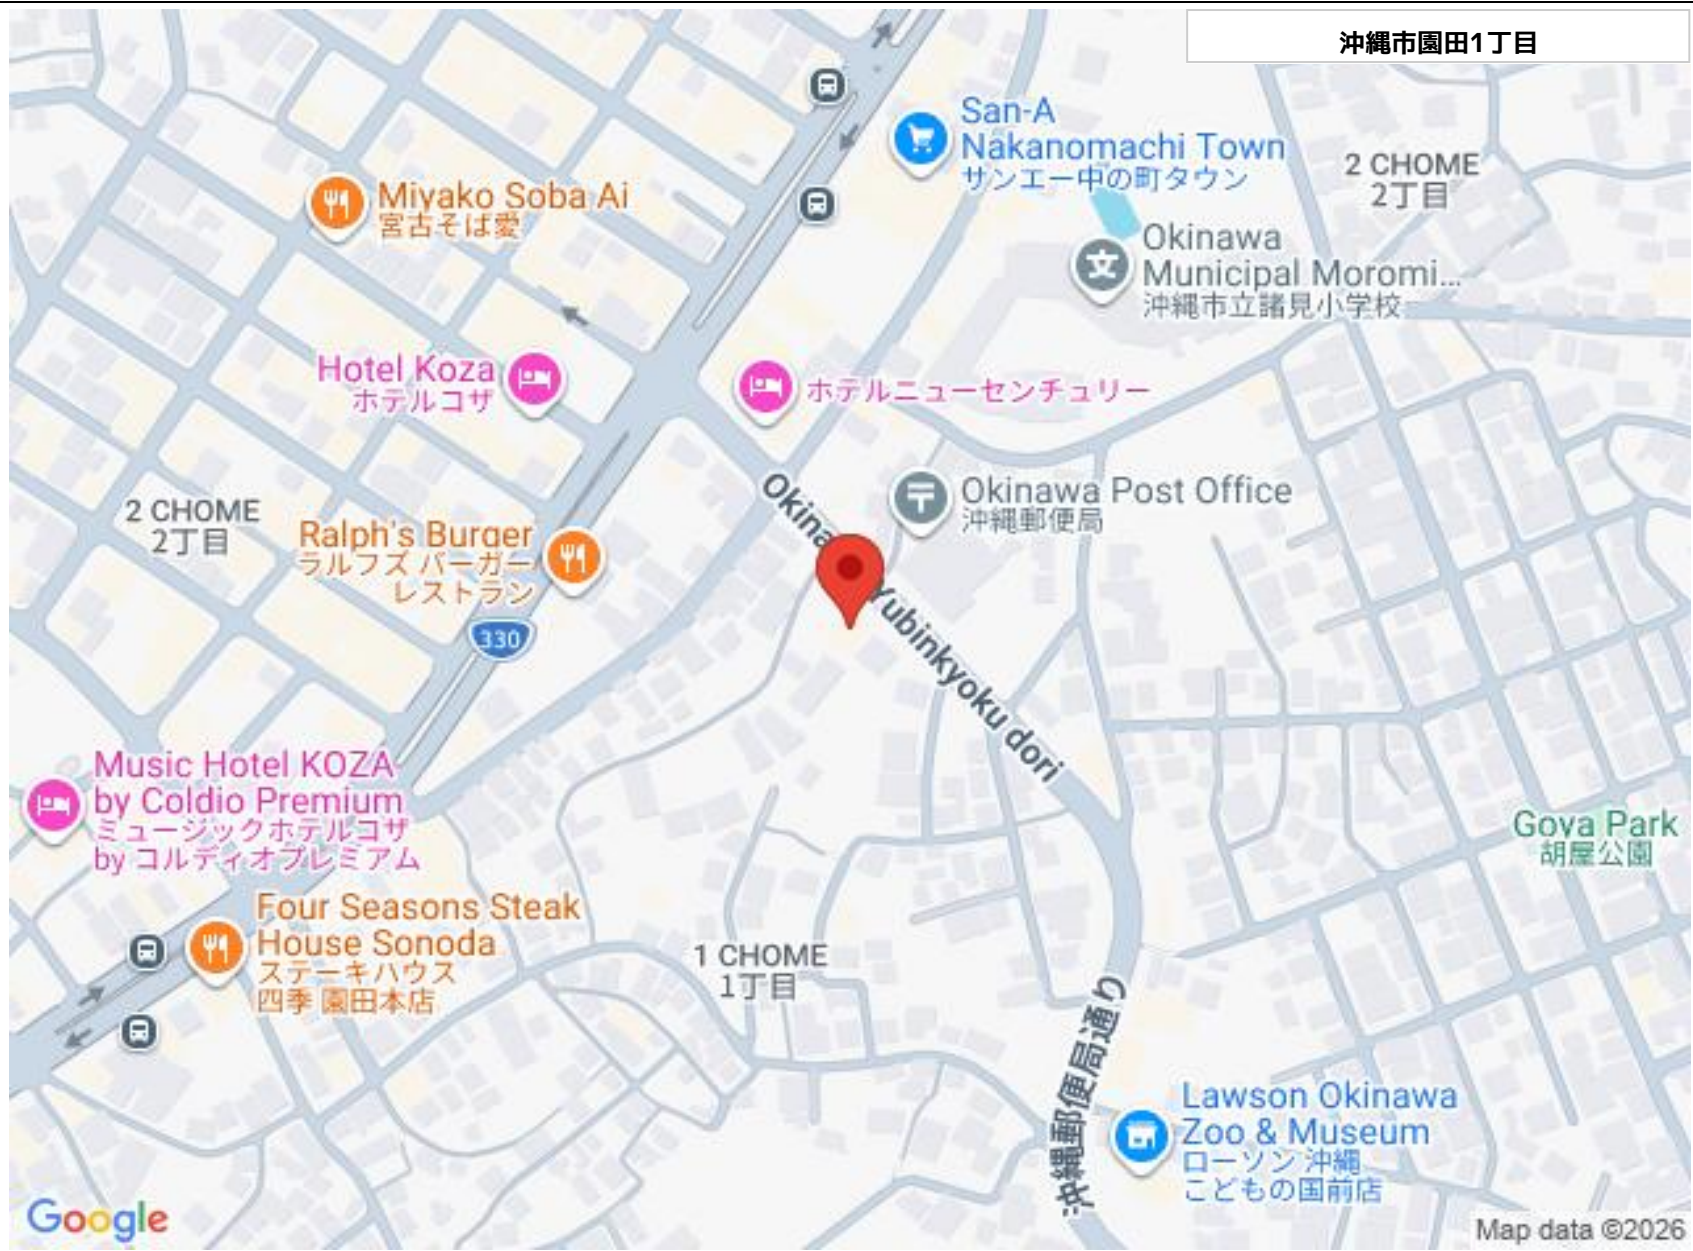 沖縄市園田1丁目
San-A
Nakanomachi Town
サンエー中の町タウン
2 CHOME
2丁目
Miyako Soba Ai
宮古そば愛
Okinawa
Municipal Moromi...
沖縄市立諸見小学校
Hotel Koza
ホテルコザ
ホテルニューセンチュリー
Okinawa Post Office
沖縄郵便局
2 CHOME
2丁目
Ralph's Burger
ラルフズ バーガー
レストラン
330
Yubinkyoku dori
Music Hotel KOZA
by Coldio Premium
ミュージックホテルコザ
by コルディオプレミアム
Goya Park
胡屋公園
Four Seasons Steak
House Sonoda
ステーキハウス
四季 園田本店
1 CHOME
1丁目
沖縄郵便局通り
Lawson Okinawa
Zoo & Museum
ローソン 沖縄
こどもの国前店
Google
Map data ©2026